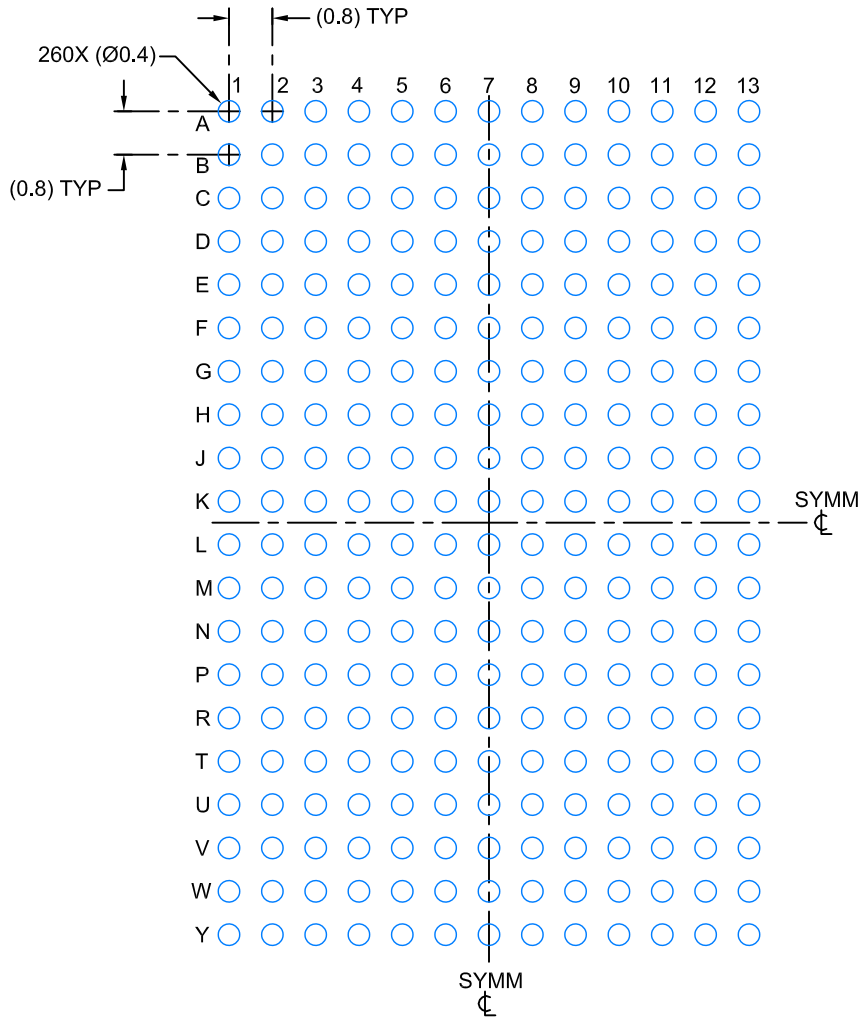 (0.8) TYP
260X (Ø0.4)
1 2 3 4 5 6 7 8 9 10 11 12 13
A
B
(0.8) TYP
C
D
E
F
G
H
J
K
SYMM
℄
L
M
N
P
R
T
U
V
W
Y
SYMM
℄